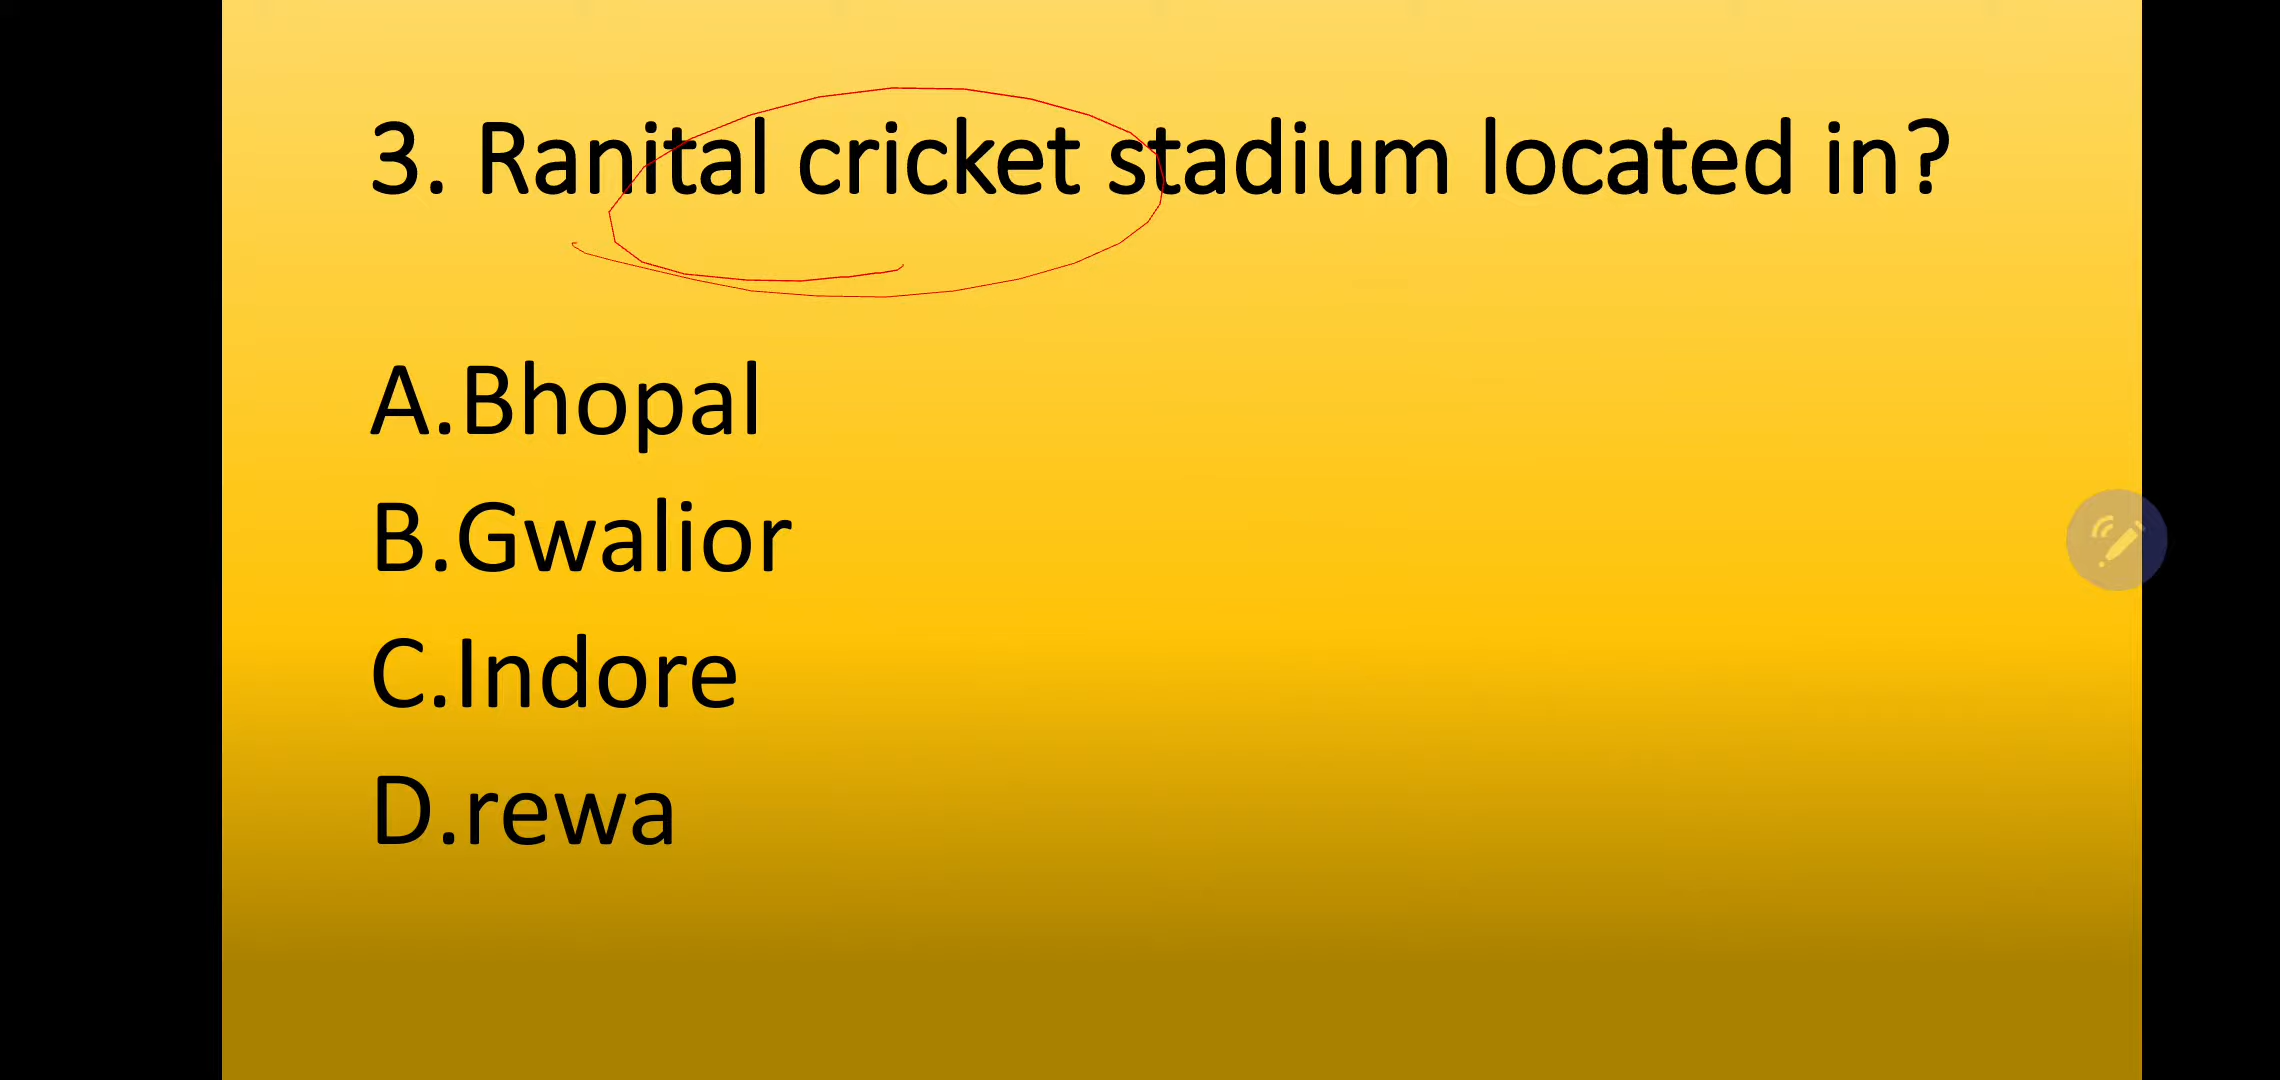 3. Ranital cricket stadium located in?
A.Bhopal
B.Gwalior
C.Indore
D.rewa